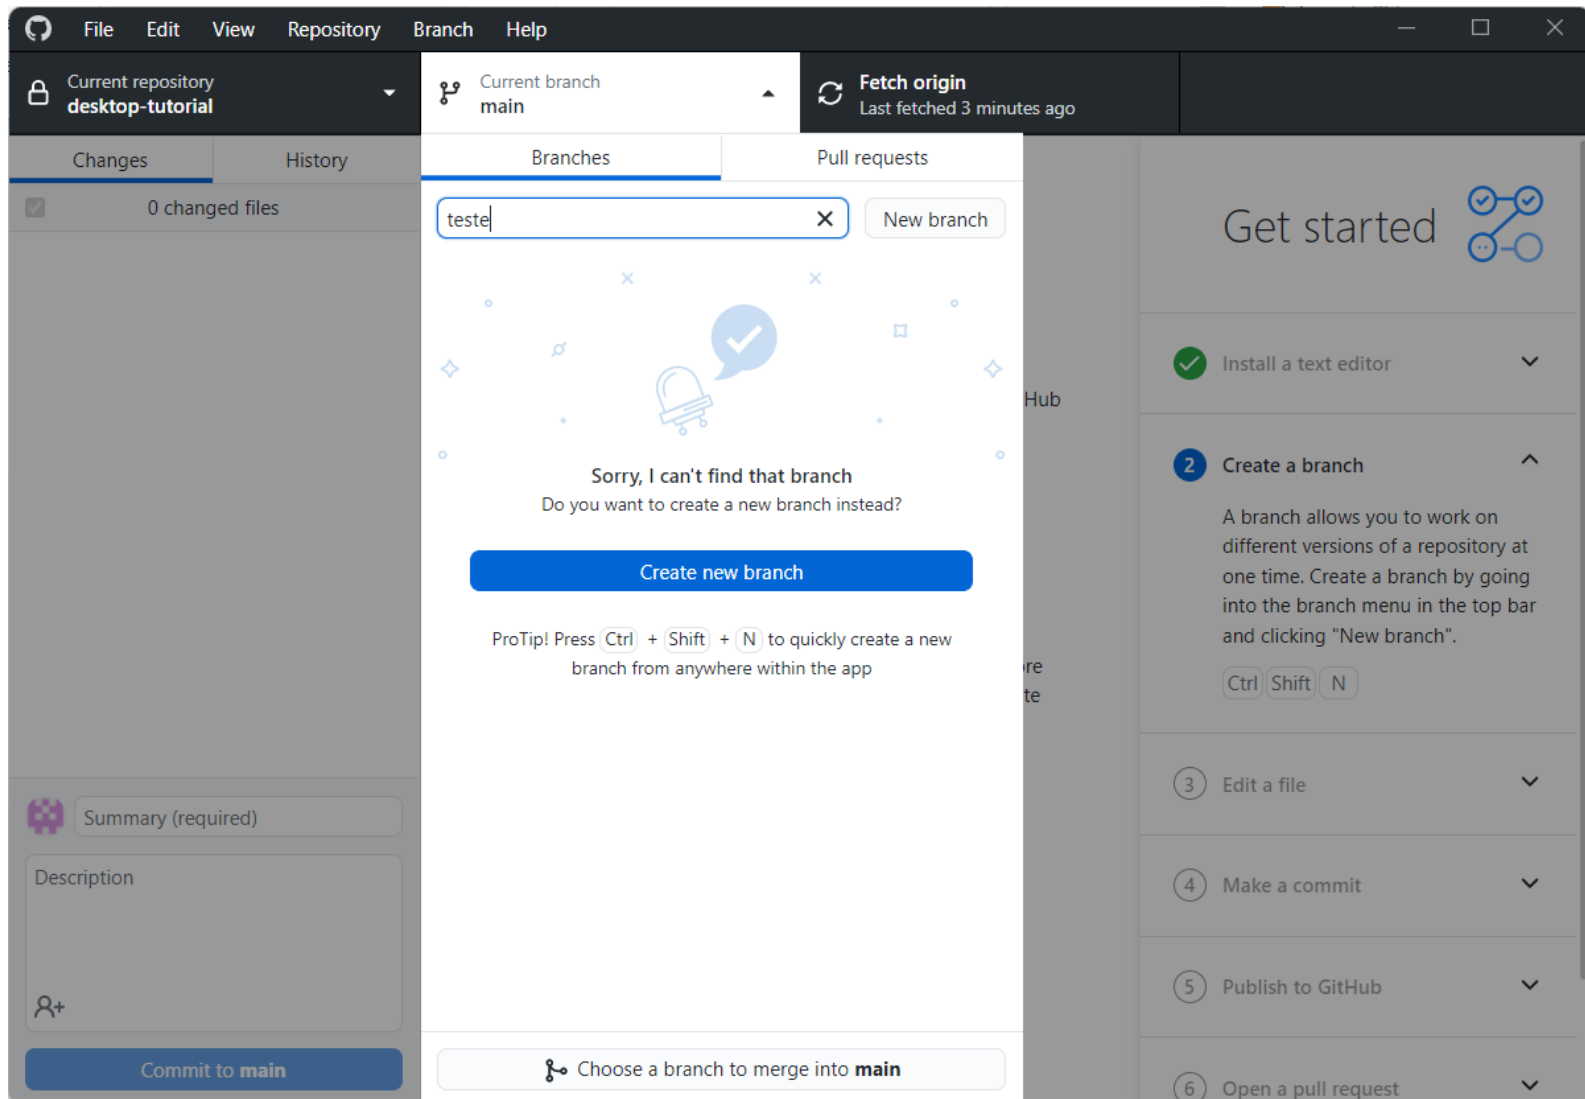 File Edit View Repository Branch Help
Current repository
desktop-tutorial
Current branch
main
Fetch origin
Last fetched 3 minutes ago
Changes History
0 changed files
Summary (required)
Description
Commit to main
Branches Pull requests
teste
New branch
Sorry, I can't find that branch
Do you want to create a new branch instead?
Create new branch
ProTip! Press Ctrl + Shift + N to quickly create a new
branch from anywhere within the app
Choose a branch to merge into main
Hub
Get started
Install a text editor
2 Create a branch
A branch allows you to work on
different versions of a repository at
one time. Create a branch by going
into the branch menu in the top bar
and clicking "New branch".
Ctrl Shift N
3 Edit a file
4 Make a commit
5 Publish to GitHub
6 Open a pull request